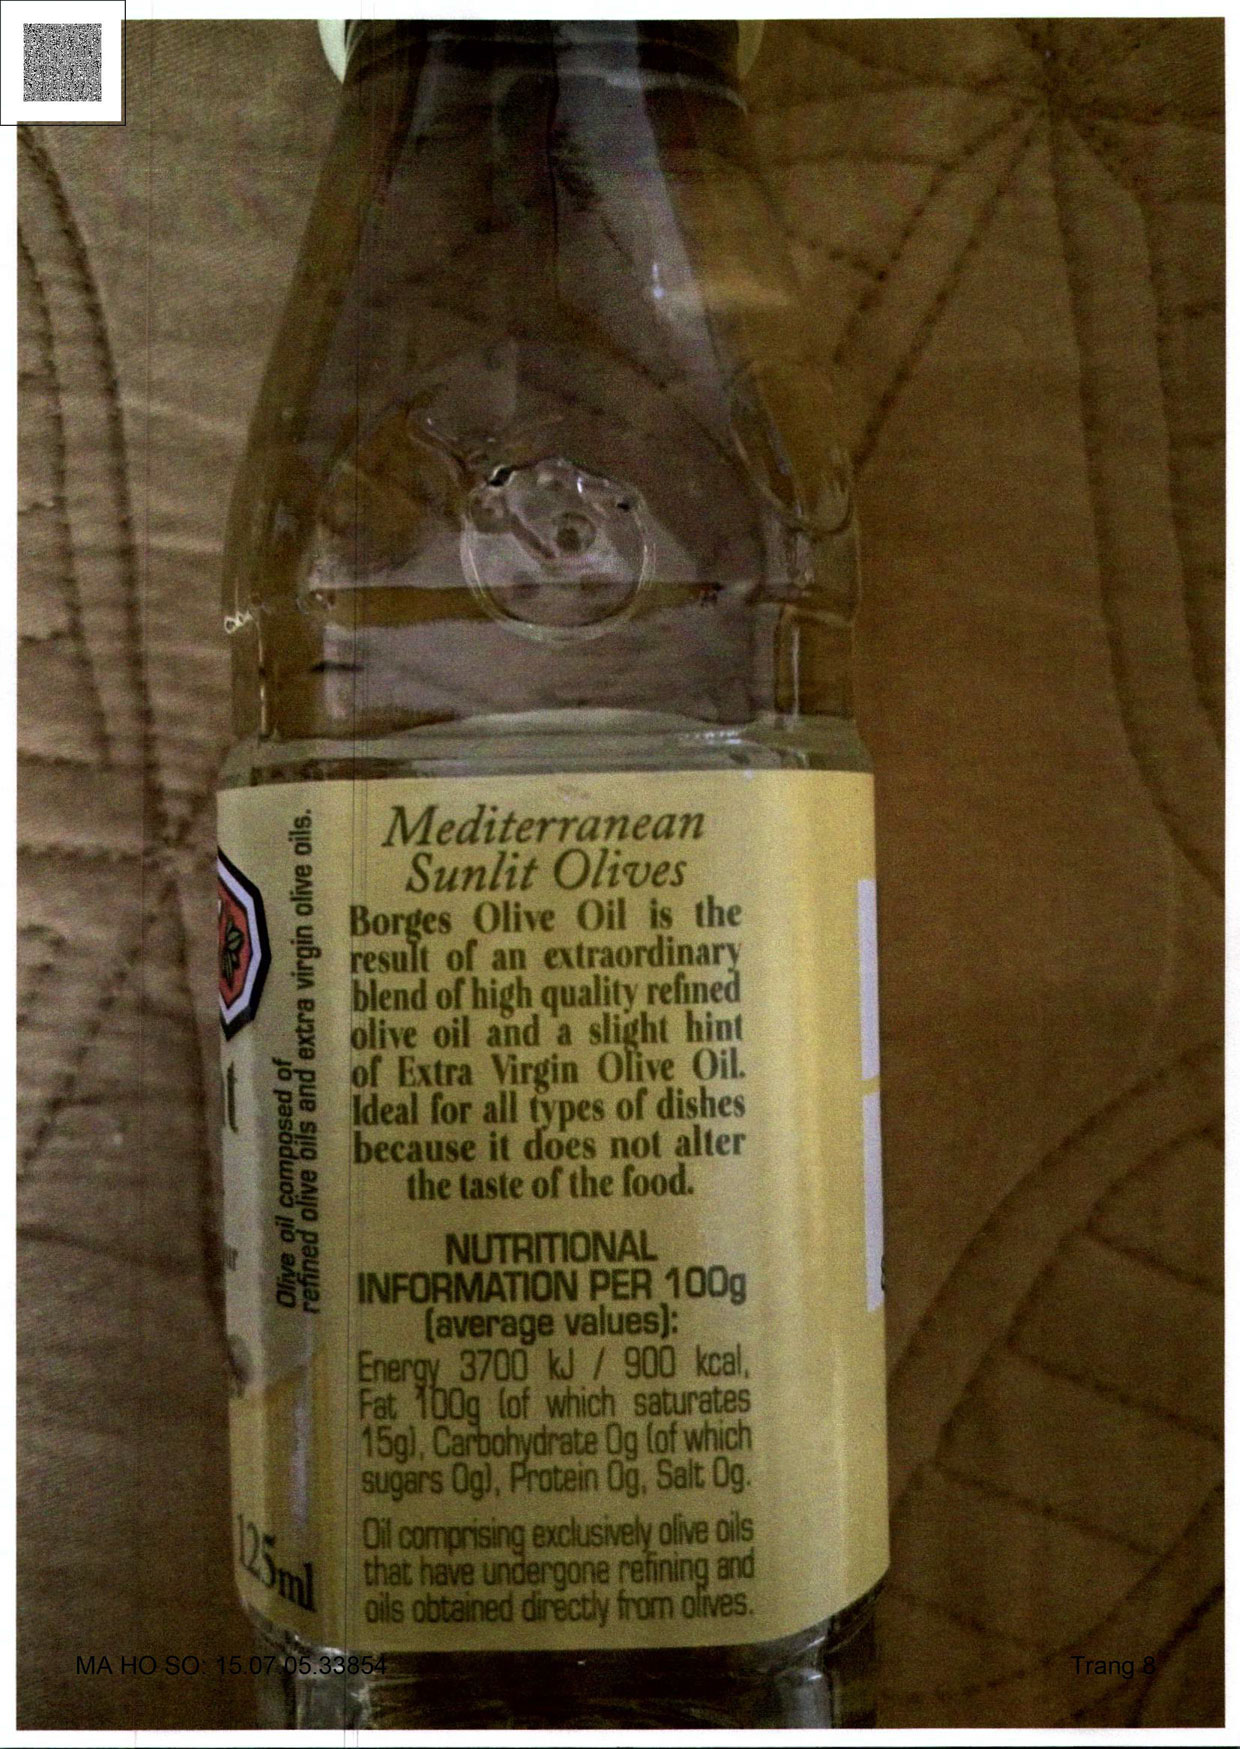 Mediterranean
Sunlit Olives
Borges Olive Oil is the
result of an extraordinary
blend of high quality refined
olive oil and a slight hint
of Extra Virgin Olive Oil.
Ideal for all types of dishes
because it does not alter
the taste of the food.
NUTRITIONAL
INFORMATION PER 100g
(average values):
Energy 3700 kJ / 900 kcal,
Fat 100g (of which saturates
15g), Carbohydrate 0g (of which
sugars 0g), Protein 0g, Salt 0g.
Oil comprising exclusively olive oils
that have undergone refining and
oils obtained directly from olives.
Olive oil composed of
refined olive oils and extra virgin olive oils.
125ml
MA HO SO: 15.07.05.33854
Trang 8